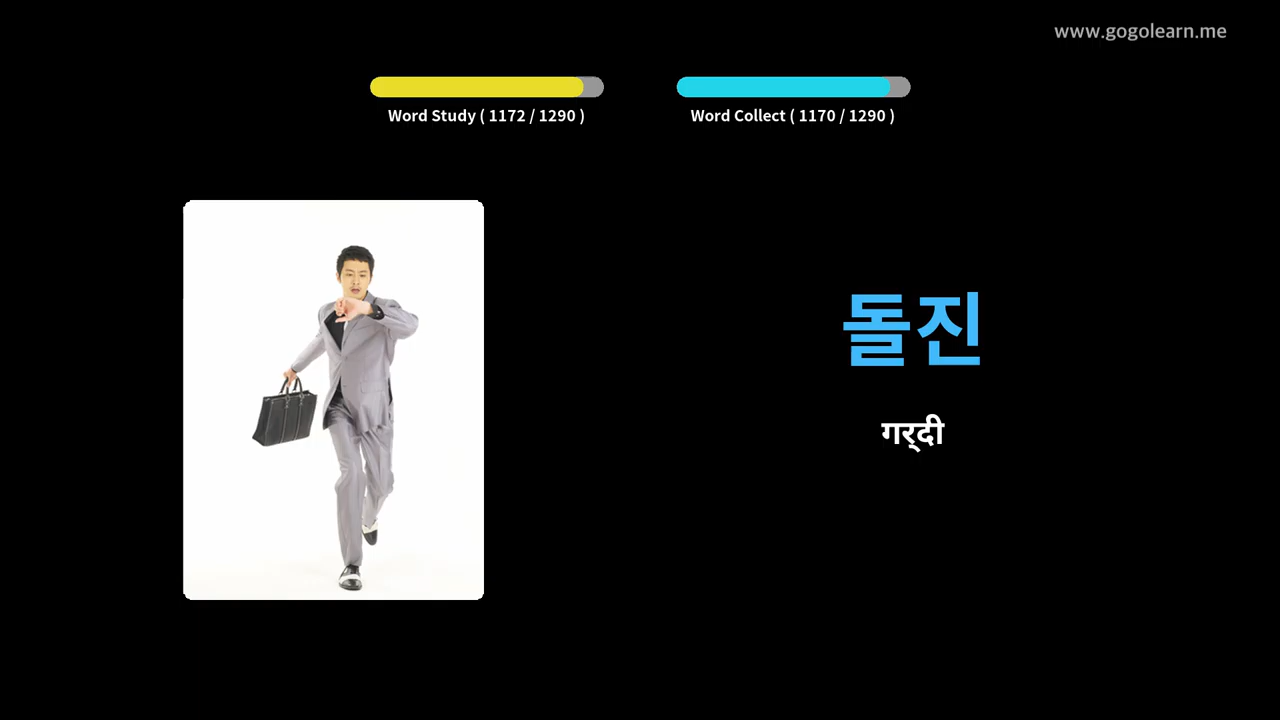 www.gogolearn.me
Word Study ( 1172 / 1290 )
Word Collect ( 1170 / 1290 )
돌진
गर्‍दी